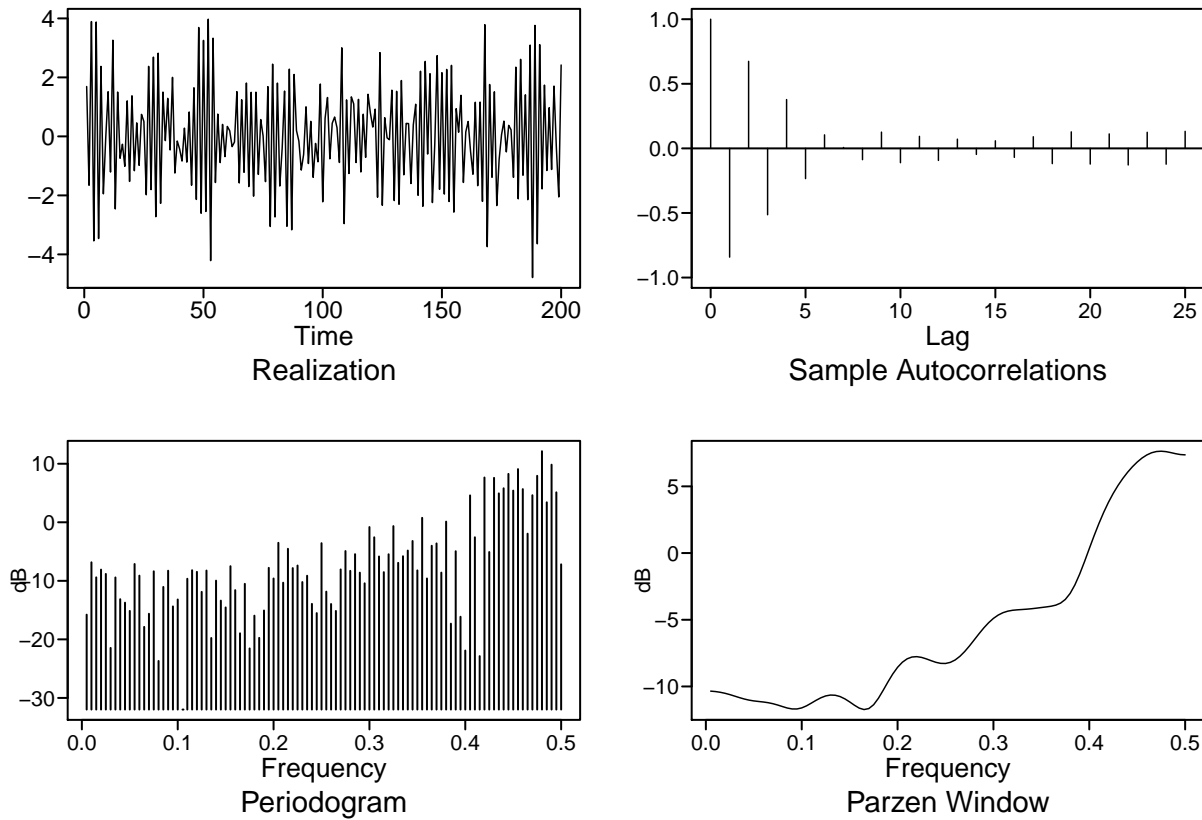 4
2
0
−2
−4
0 50 100 150 200
Time
Realization
1.0
0.5
0.0
−0.5
−1.0
0 5 10 15 20 25
Lag
Sample Autocorrelations
10
0
−10
−20
−30
dB
0.0 0.1 0.2 0.3 0.4 0.5
Frequency
Periodogram
5
0
−5
−10
dB
0.0 0.1 0.2 0.3 0.4 0.5
Frequency
Parzen Window